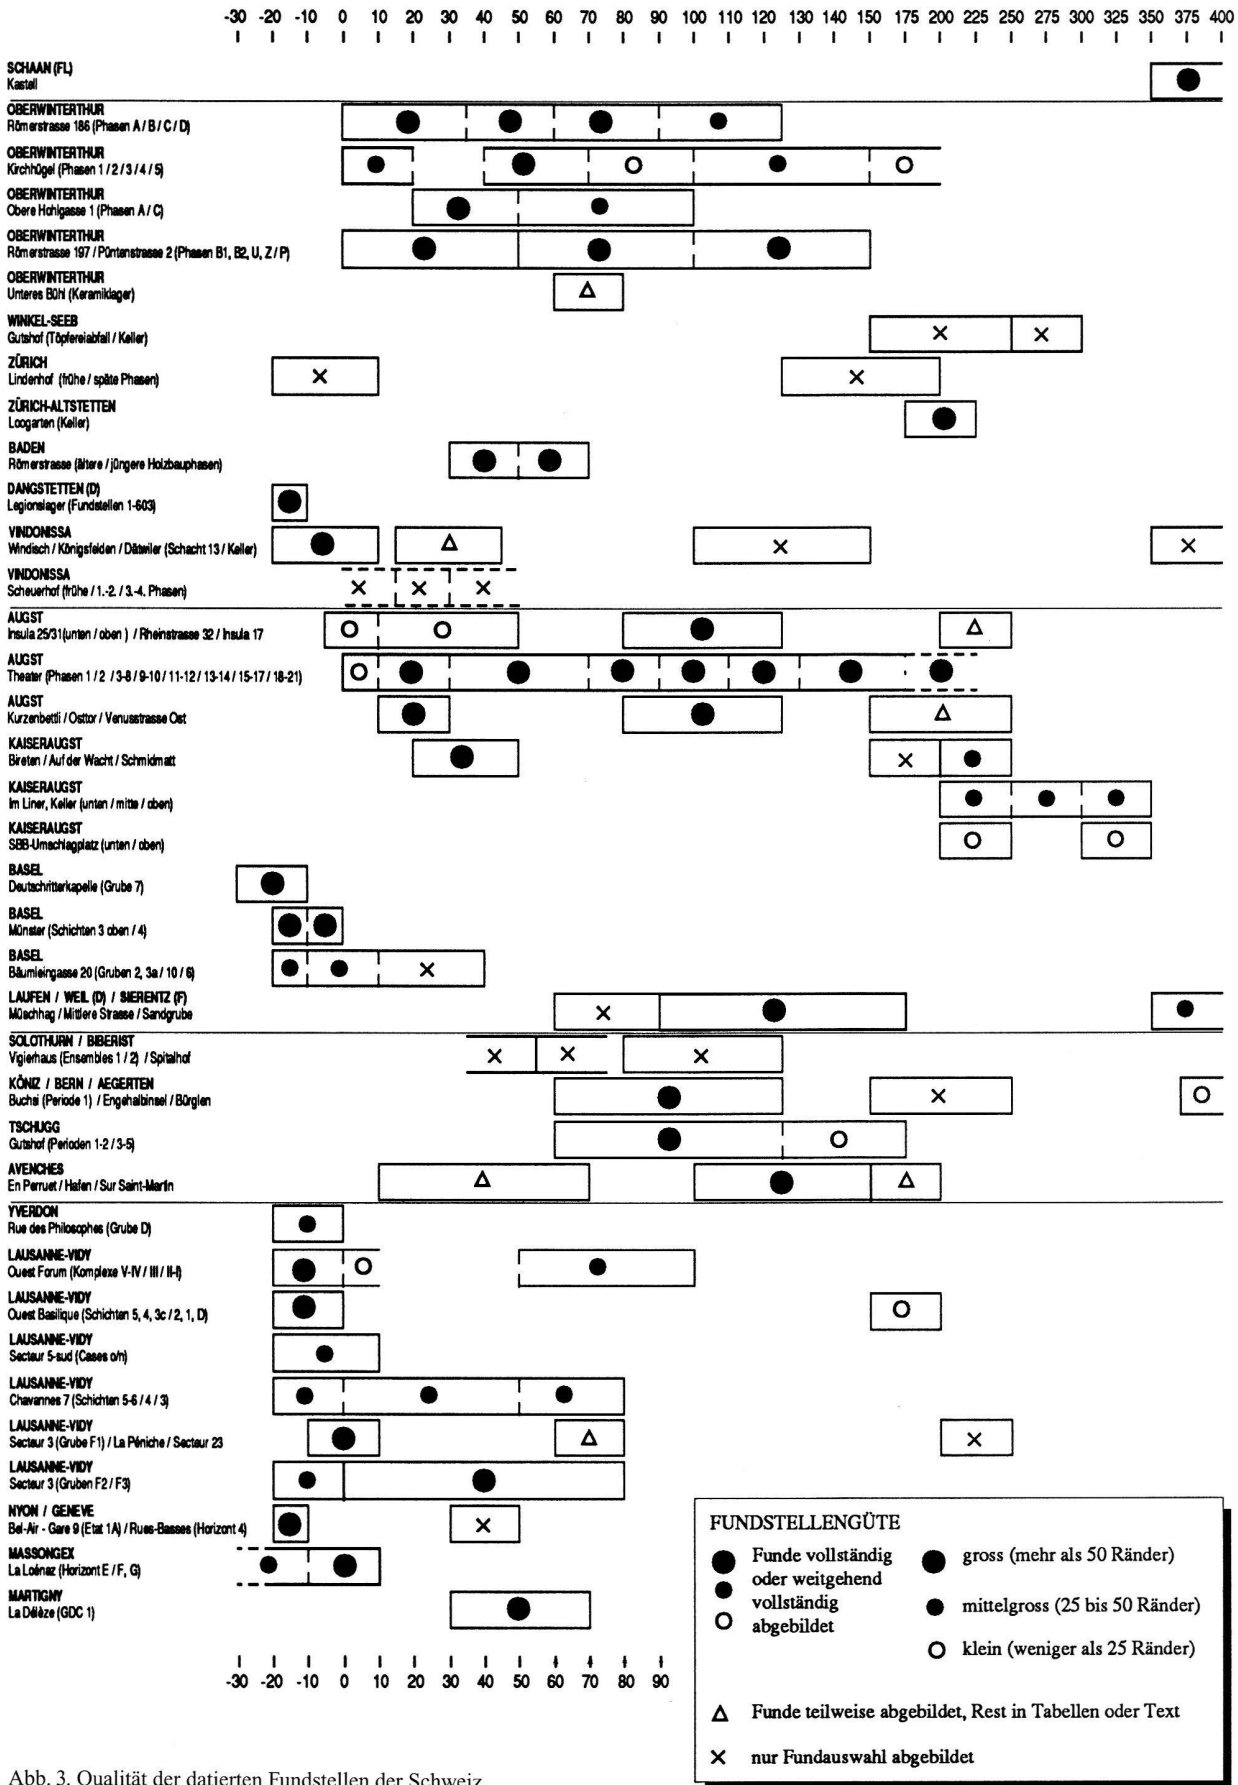 -30 -20 -10 0 10 20 30 40 50 60 70 80 90 100 110 120 130 140 150 175 200 225 250 275 300 325 350 375 400
SCHAAN (FL)
Kastell
OBERWINTERTHUR
Römerstrasse 186 (Phasen A / B / C / D)
OBERWINTERTHUR
Kirchhügel (Phasen 1 / 2 / 3 / 4 / 5)
OBERWINTERTHUR
Obere Hohlgasse 1 (Phasen A / C)
OBERWINTERTHUR
Römerstrasse 197 / Püntenstrasse 2 (Phasen B1, B2, U, Z / P)
OBERWINTERTHUR
Unteres Bühl (Keramiklager)
WINKEL-SEEB
Gutshof (Töpfereiabfall / Keller)
ZÜRICH
Lindenhof (frühe / späte Phasen)
ZÜRICH-ALTSTETTEN
Loogarten (Keller)
BADEN
Römerstrasse (ältere / jüngere Holzbauphasen)
DANGSTETTEN (D)
Legionslager (Fundstellen 1-603)
VINDONISSA
Windisch / Königsfelden / Dätwiler (Schacht 13 / Keller)
VINDONISSA
Scheuerhof (frühe / 1.-2. / 3.-4. Phasen)
AUGST
Insula 25/31(unten / oben ) / Rheinstrasse 32 / Insula 17
AUGST
Theater (Phasen 1 / 2 / 3-8 / 9-10 / 11-12 / 13-14 / 15-17 / 18-21)
AUGST
Kurzenbettli / Osttor / Venusstrasse Ost
KAISERAUGST
Bireten / Auf der Wacht / Schmidmatt
KAISERAUGST
Im Liner, Keller (unten / mitte / oben)
KAISERAUGST
SBB-Umschlagplatz (unten / oben)
BASEL
Deutschritterkapelle (Grube 7)
BASEL
Münster (Schichten 3 oben / 4)
BASEL
Bäumleingasse 20 (Gruben 2, 3a / 10 / 6)
LAUFEN / WEIL (D) / SIERENTZ (F)
Müschhag / Mittlere Strasse / Sandgrube
SOLOTHURN / BIBERIST
Vigierhaus (Ensembles 1 / 2) / Spitalhof
KÖNIZ / BERN / AEGERTEN
Buchsi (Periode 1) / Engehalbinsel / Bürglen
TSCHUGG
Gutshof (Perioden 1-2 / 3-5)
AVENCHES
En Perruet / Hafen / Sur Saint-Martin
YVERDON
Rue des Philosophes (Grube D)
LAUSANNE-VIDY
Ouest Forum (Komplexe V-IV / III / II-I)
LAUSANNE-VIDY
Ouest Basilique (Schichten 5, 4, 3c / 2, 1, D)
LAUSANNE-VIDY
Secteur 5-sud (Cases o/n)
LAUSANNE-VIDY
Chavannes 7 (Schichten 5-6 / 4 / 3)
LAUSANNE-VIDY
Secteur 3 (Grube F1) / La Péniche / Secteur 23
LAUSANNE-VIDY
Secteur 3 (Gruben F2 / F3)
NYON / GENEVE
Bel-Air - Gare 9 (Etat 1A) / Rues-Basses (Horizont 4)
MASSONGEX
La Loénaz (Horizont E / F, G)
MARTIGNY
La Délèze (GDC 1)
-30 -20 -10 0 10 20 30 40 50 60 70 80 90
FUNDSTELLENGÜTE
Funde vollständig
oder weitgehend
vollständig
abgebildet
gross (mehr als 50 Ränder)
mittelgross (25 bis 50 Ränder)
klein (weniger als 25 Ränder)
Funde teilweise abgebildet, Rest in Tabellen oder Text
nur Fundauswahl abgebildet
Abb. 3. Qualität der datierten Fundstellen der Schweiz